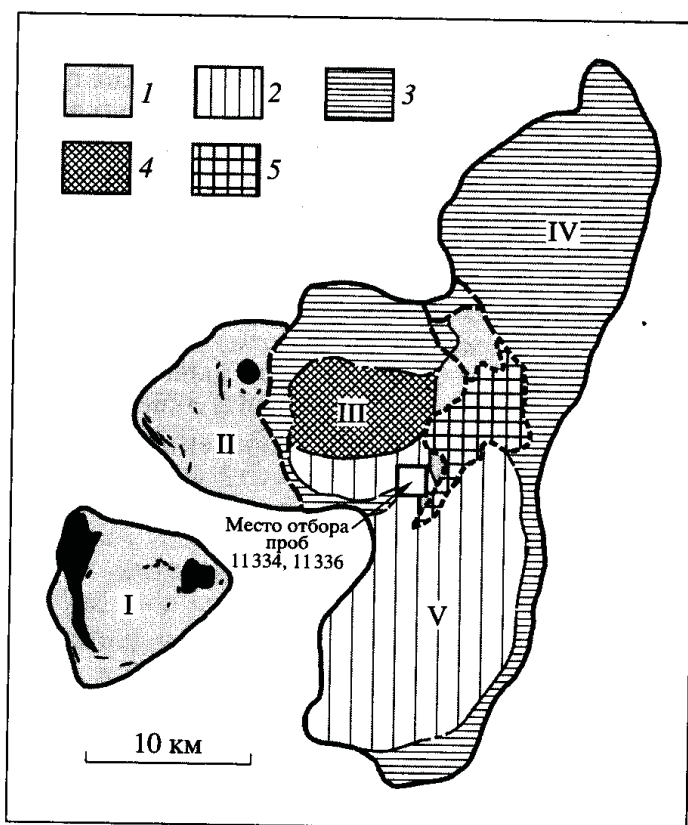 1
2
3
4
5
IV
III
II
Место отбора
проб
11334, 11336
I
V
10 км